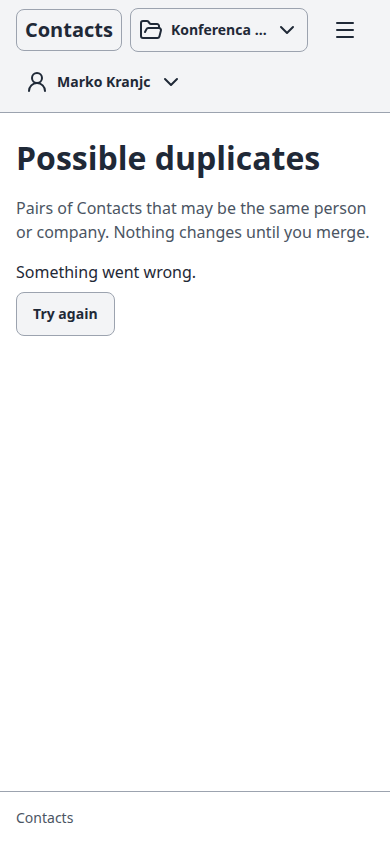 Contacts
Konferenca ...
Marko Kranjc
Possible duplicates
Pairs of Contacts that may be the same person
or company. Nothing changes until you merge.
Something went wrong.
Try again
Contacts